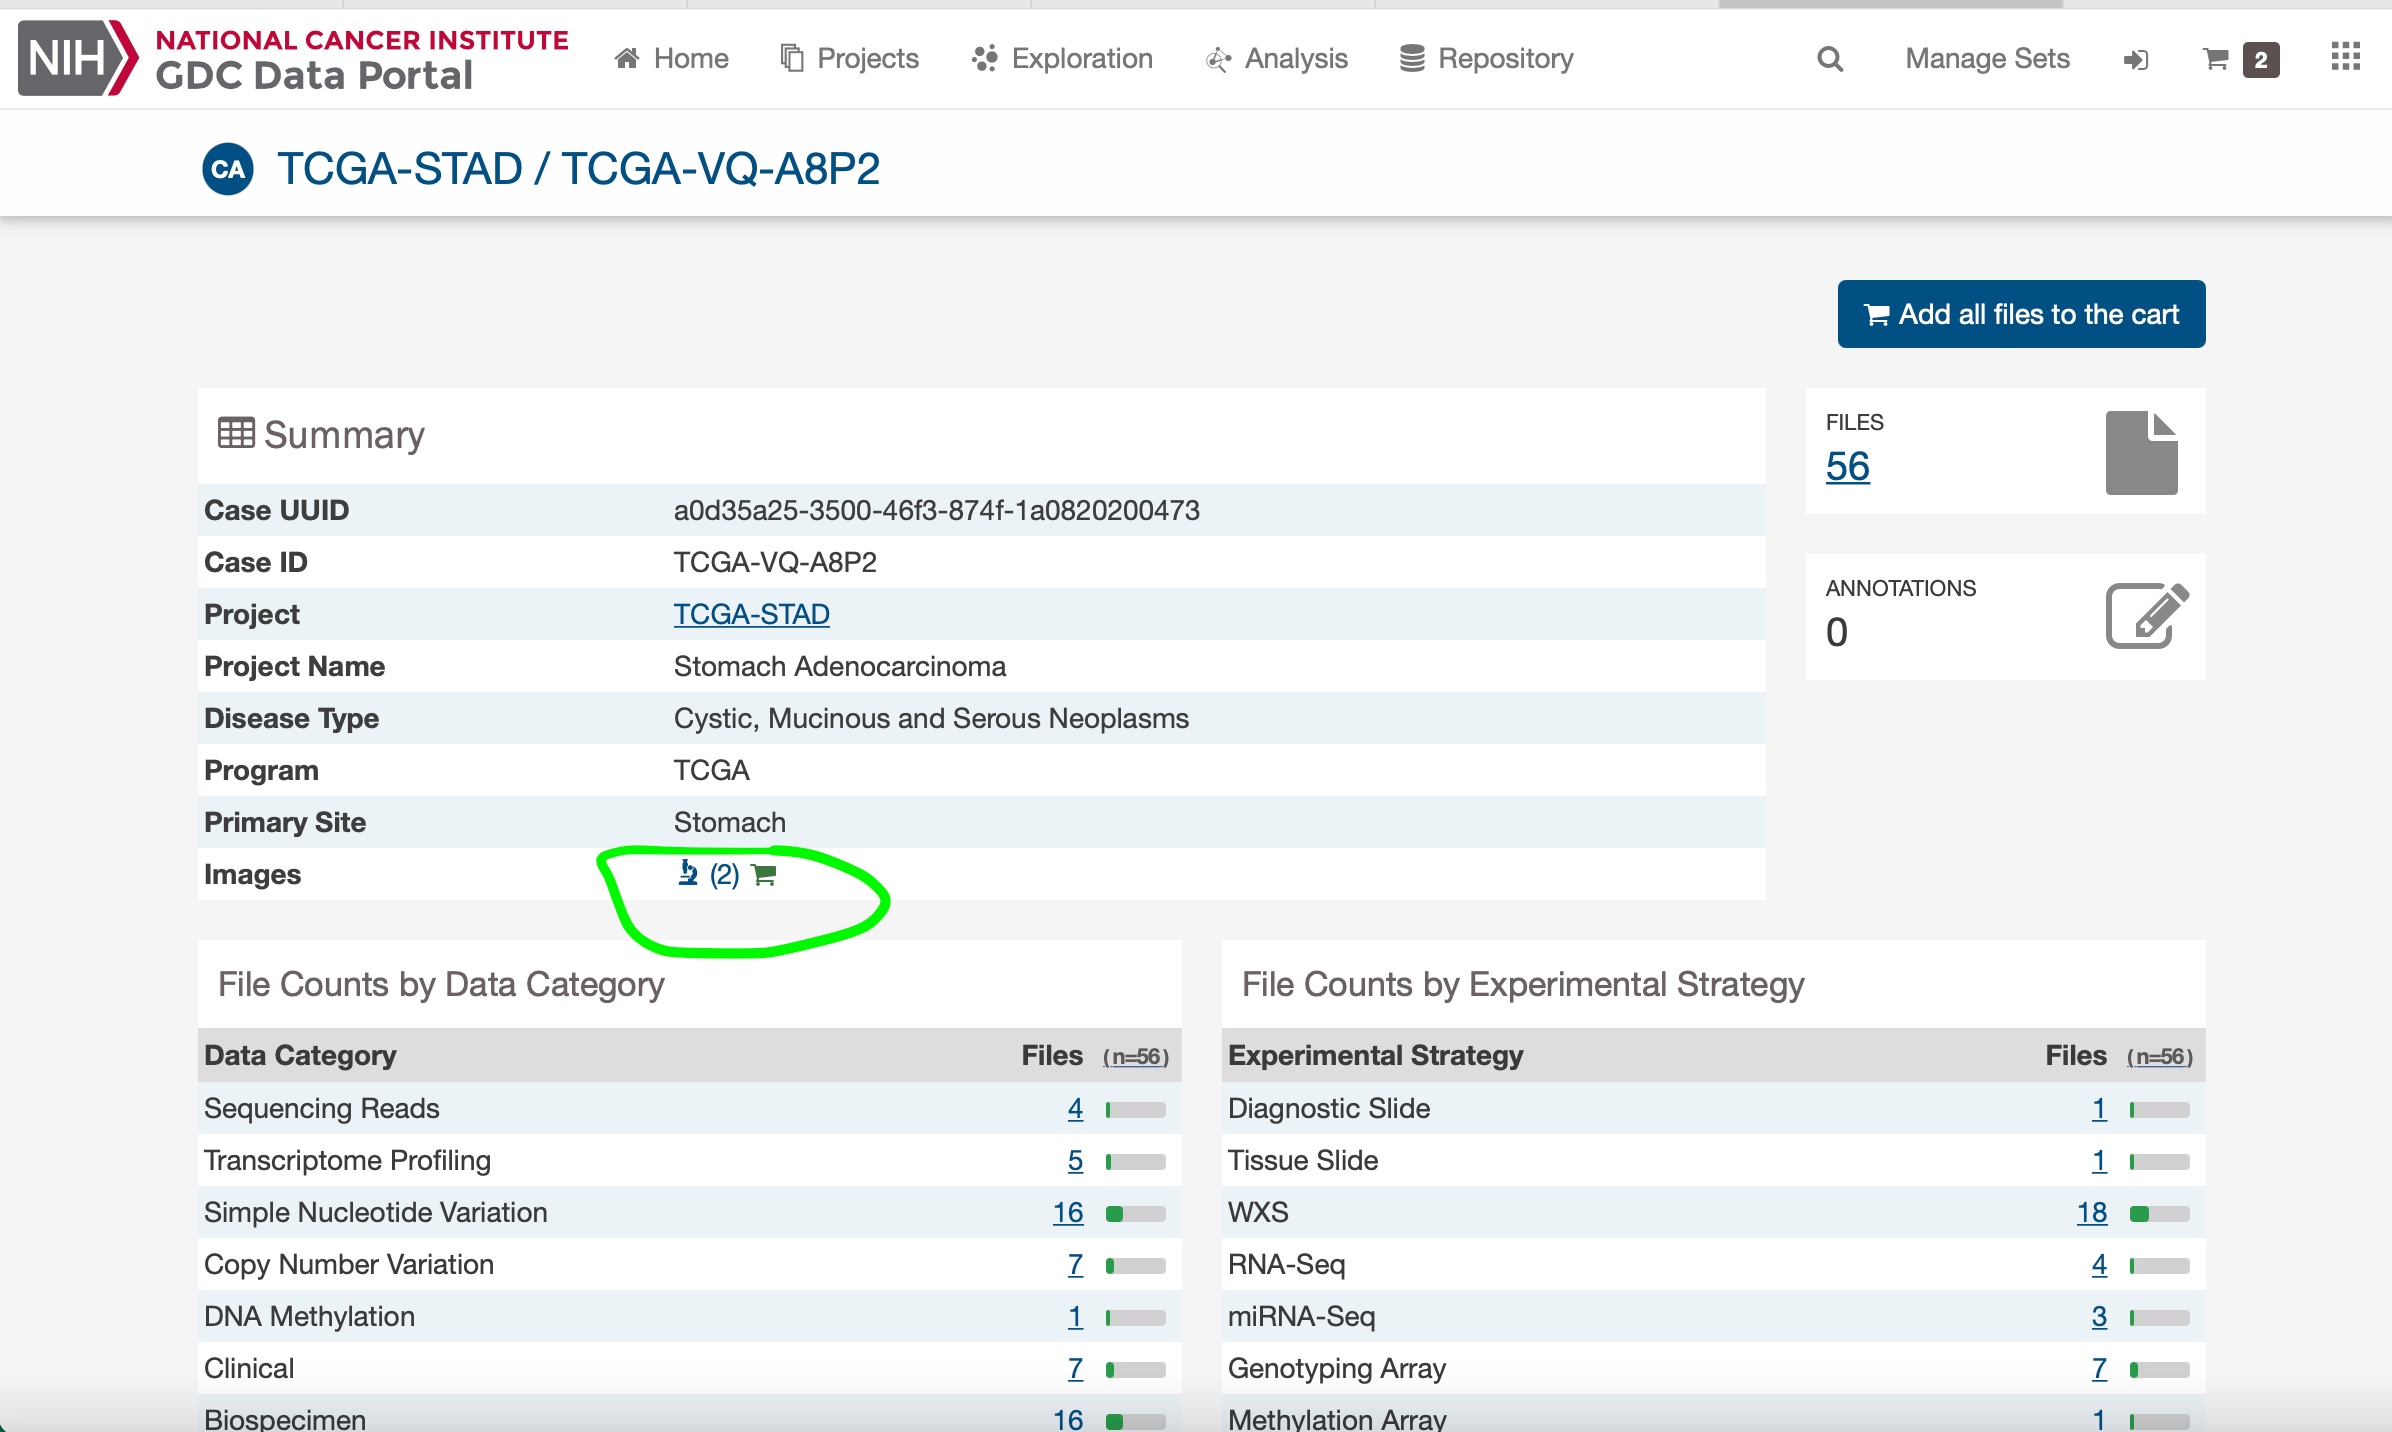 NIH NATIONAL CANCER INSTITUTE
GDC Data Portal
Home Projects Exploration Analysis Repository Manage Sets 2
CA TCGA-STAD / TCGA-VQ-A8P2
Add all files to the cart
Summary
Case UUID a0d35a25-3500-46f3-874f-1a0820200473
Case ID TCGA-VQ-A8P2
Project TCGA-STAD
Project Name Stomach Adenocarcinoma
Disease Type Cystic, Mucinous and Serous Neoplasms
Program TCGA
Primary Site Stomach
Images (2)
FILES
56
ANNOTATIONS
0
File Counts by Data Category
Data Category Files (n=56)
Sequencing Reads 4
Transcriptome Profiling 5
Simple Nucleotide Variation 16
Copy Number Variation 7
DNA Methylation 1
Clinical 7
Biospecimen 16
File Counts by Experimental Strategy
Experimental Strategy Files (n=56)
Diagnostic Slide 1
Tissue Slide 1
WXS 18
RNA-Seq 4
miRNA-Seq 3
Genotyping Array 7
Methylation Array 1